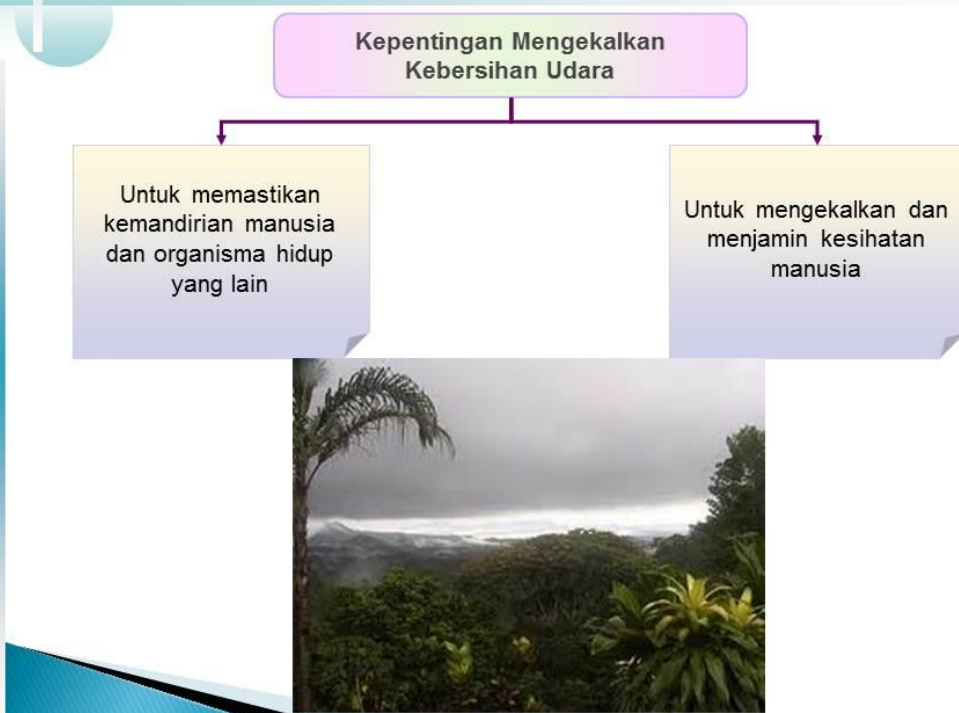 Kepentingan Mengekalkan
Kebersihan Udara
Untuk memastikan
kemandirian manusia
dan organisma hidup
yang lain
Untuk mengekalkan dan
menjamin kesihatan
manusia